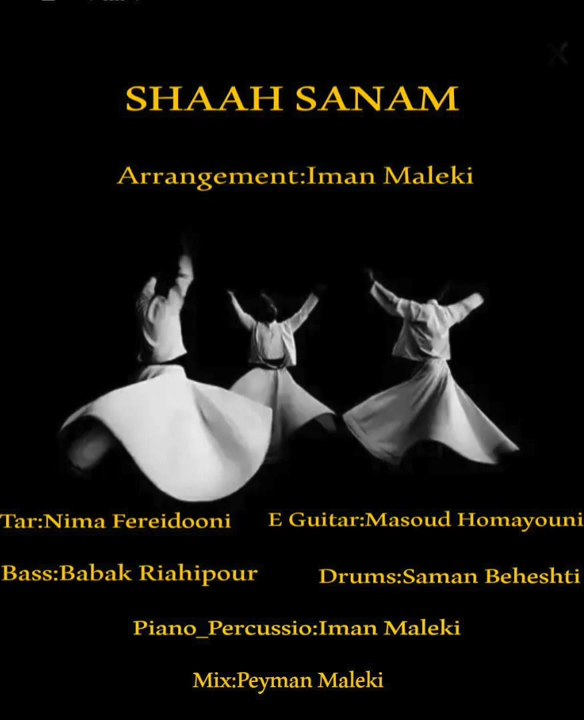 SHAAH SANAM
Arrangement:Iman Maleki
Tar:Nima Fereidooni
E Guitar:Masoud Homayouni
Bass:Babak Riahipour
Drums:Saman Beheshti
Piano_Percussio:Iman Maleki
Mix:Peyman Maleki